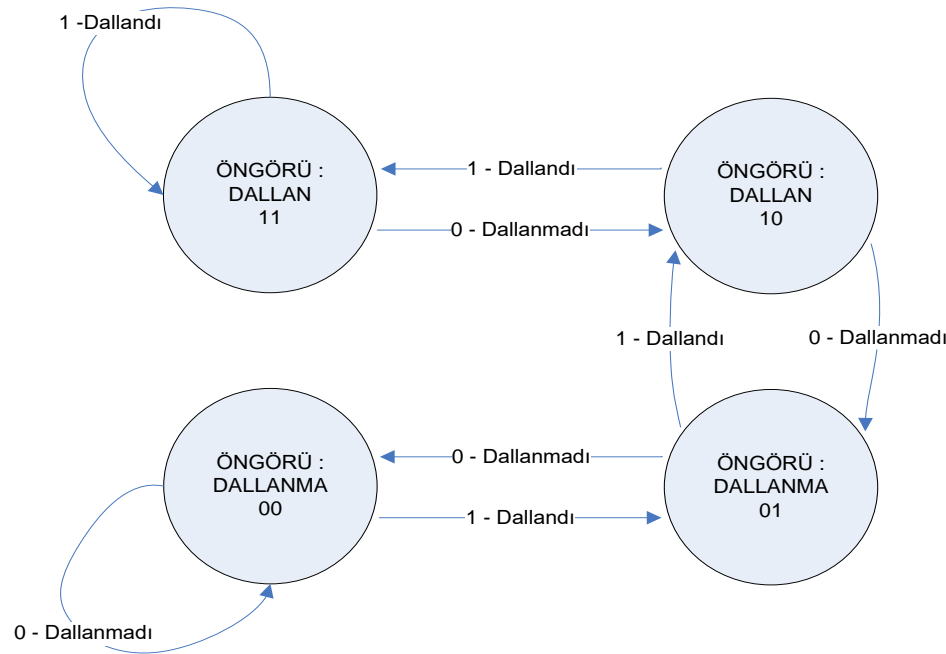 1 -Dallandı
ÖNGÖRÜ :
DALLAN
11
1 - Dallandı
0 - Dallanmadı
ÖNGÖRÜ :
DALLAN
10
1 - Dallandı
0 - Dallanmadı
ÖNGÖRÜ :
DALLANMA
00
0 - Dallanmadı
1 - Dallandı
ÖNGÖRÜ :
DALLANMA
01
0 - Dallanmadı